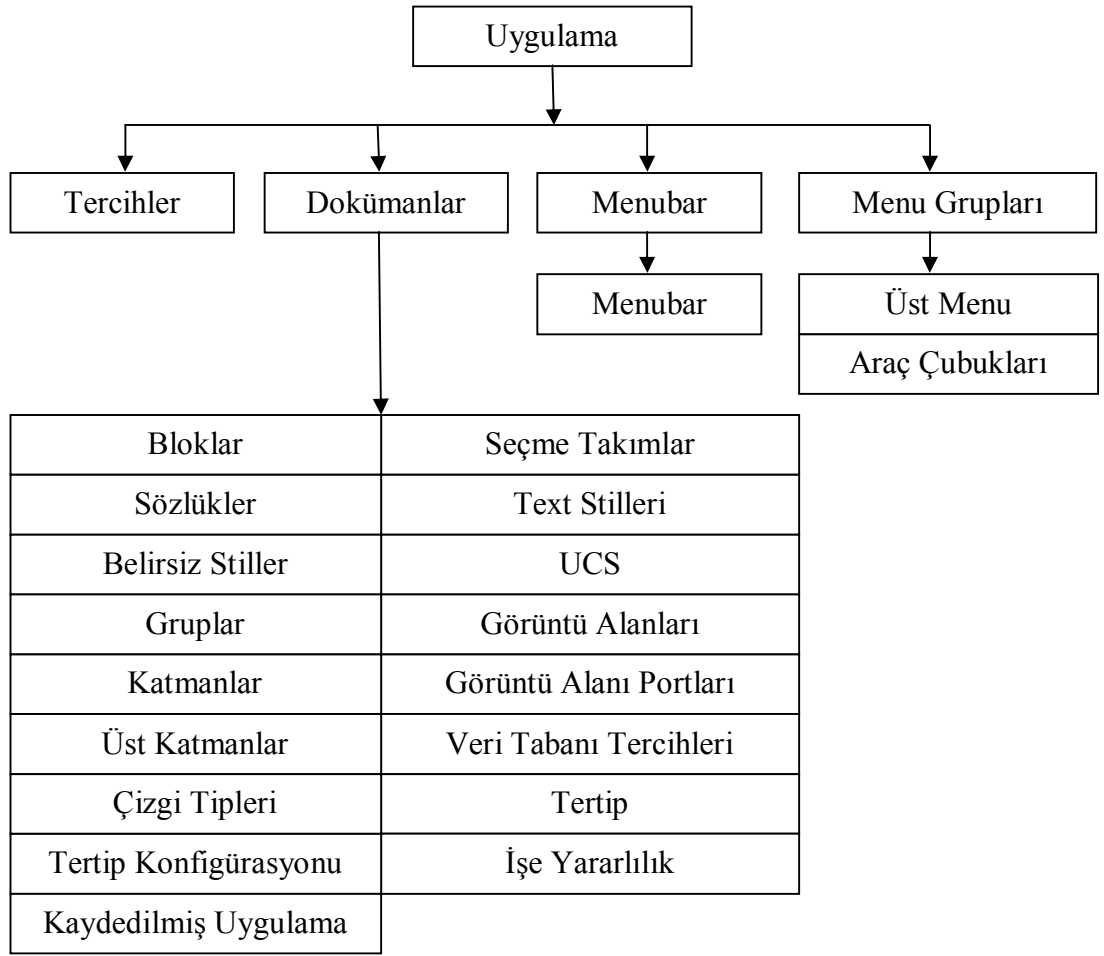 Uygulama
Tercihler
Dokümanlar
Menubar
Menu Grupları
Menubar
Üst Menu
Araç Çubukları
Bloklar
Seçme Takımlar
Sözlükler
Text Stilleri
Belirsiz Stiller
UCS
Gruplar
Görüntü Alanları
Katmanlar
Görüntü Alanı Portları
Üst Katmanlar
Veri Tabanı Tercihleri
Çizgi Tipleri
Tertip
Tertip Konfigürasyonu
İşe Yararlılık
Kaydedilmiş Uygulama